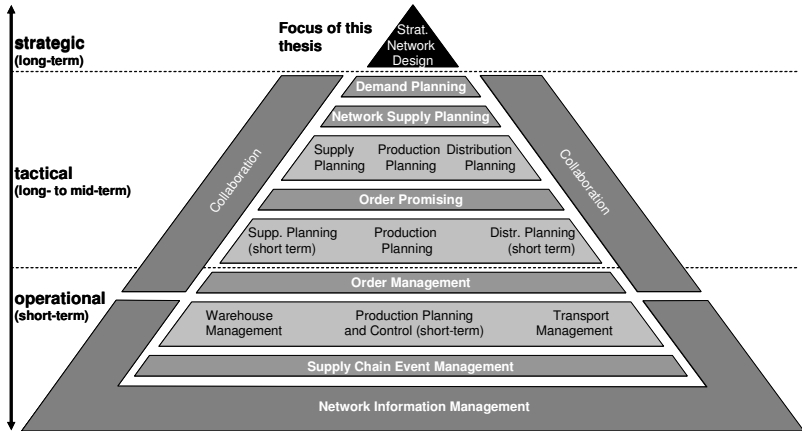 Focus of this
thesis
Strat.
Network
Design
strategic
(long-term)
Demand Planning
Network Supply Planning
Supply
Planning
Production
Planning
Distribution
Planning
Collaboration
Collaboration
tactical
(long- to mid-term)
Order Promising
Supp. Planning
(short term)
Production
Planning
Distr. Planning
(short term)
Order Management
operational
(short-term)
Warehouse
Management
Production Planning
and Control (short-term)
Transport
Management
Supply Chain Event Management
Network Information Management